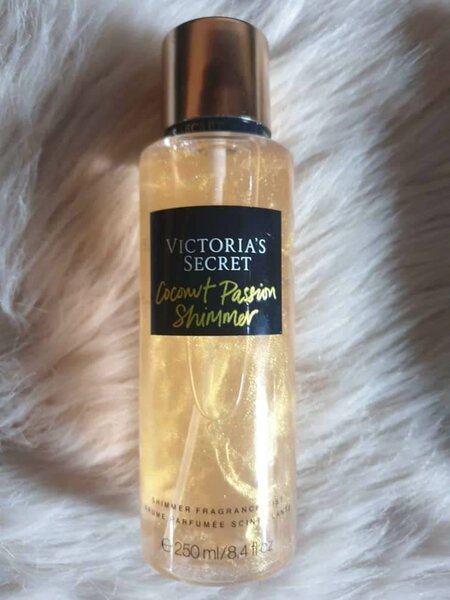 VICTORIA'S
SECRET
Coconut Passion
Shimmer
SHIMMER FRAGRANCE MIST
BRUME PARFUMÉE SCINTILLANTE
℮ 250 ml/8,4 fl oz